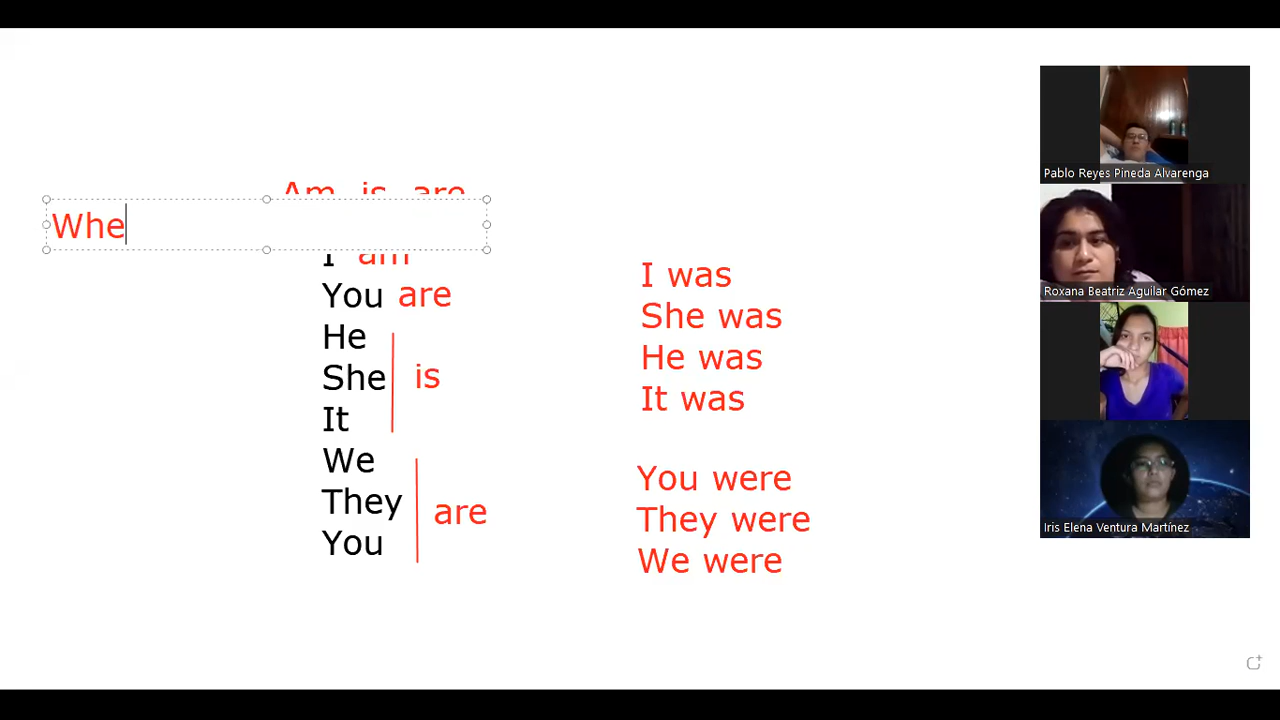 Am is are
Whe
I am
You are
He
She
is
It
We
They
are
You
I was
She was
He was
It was
You were
They were
We were
Pablo Reyes Pineda Alvarenga
Roxana Beatriz Aguilar Gómez
Iris Elena Ventura Martínez